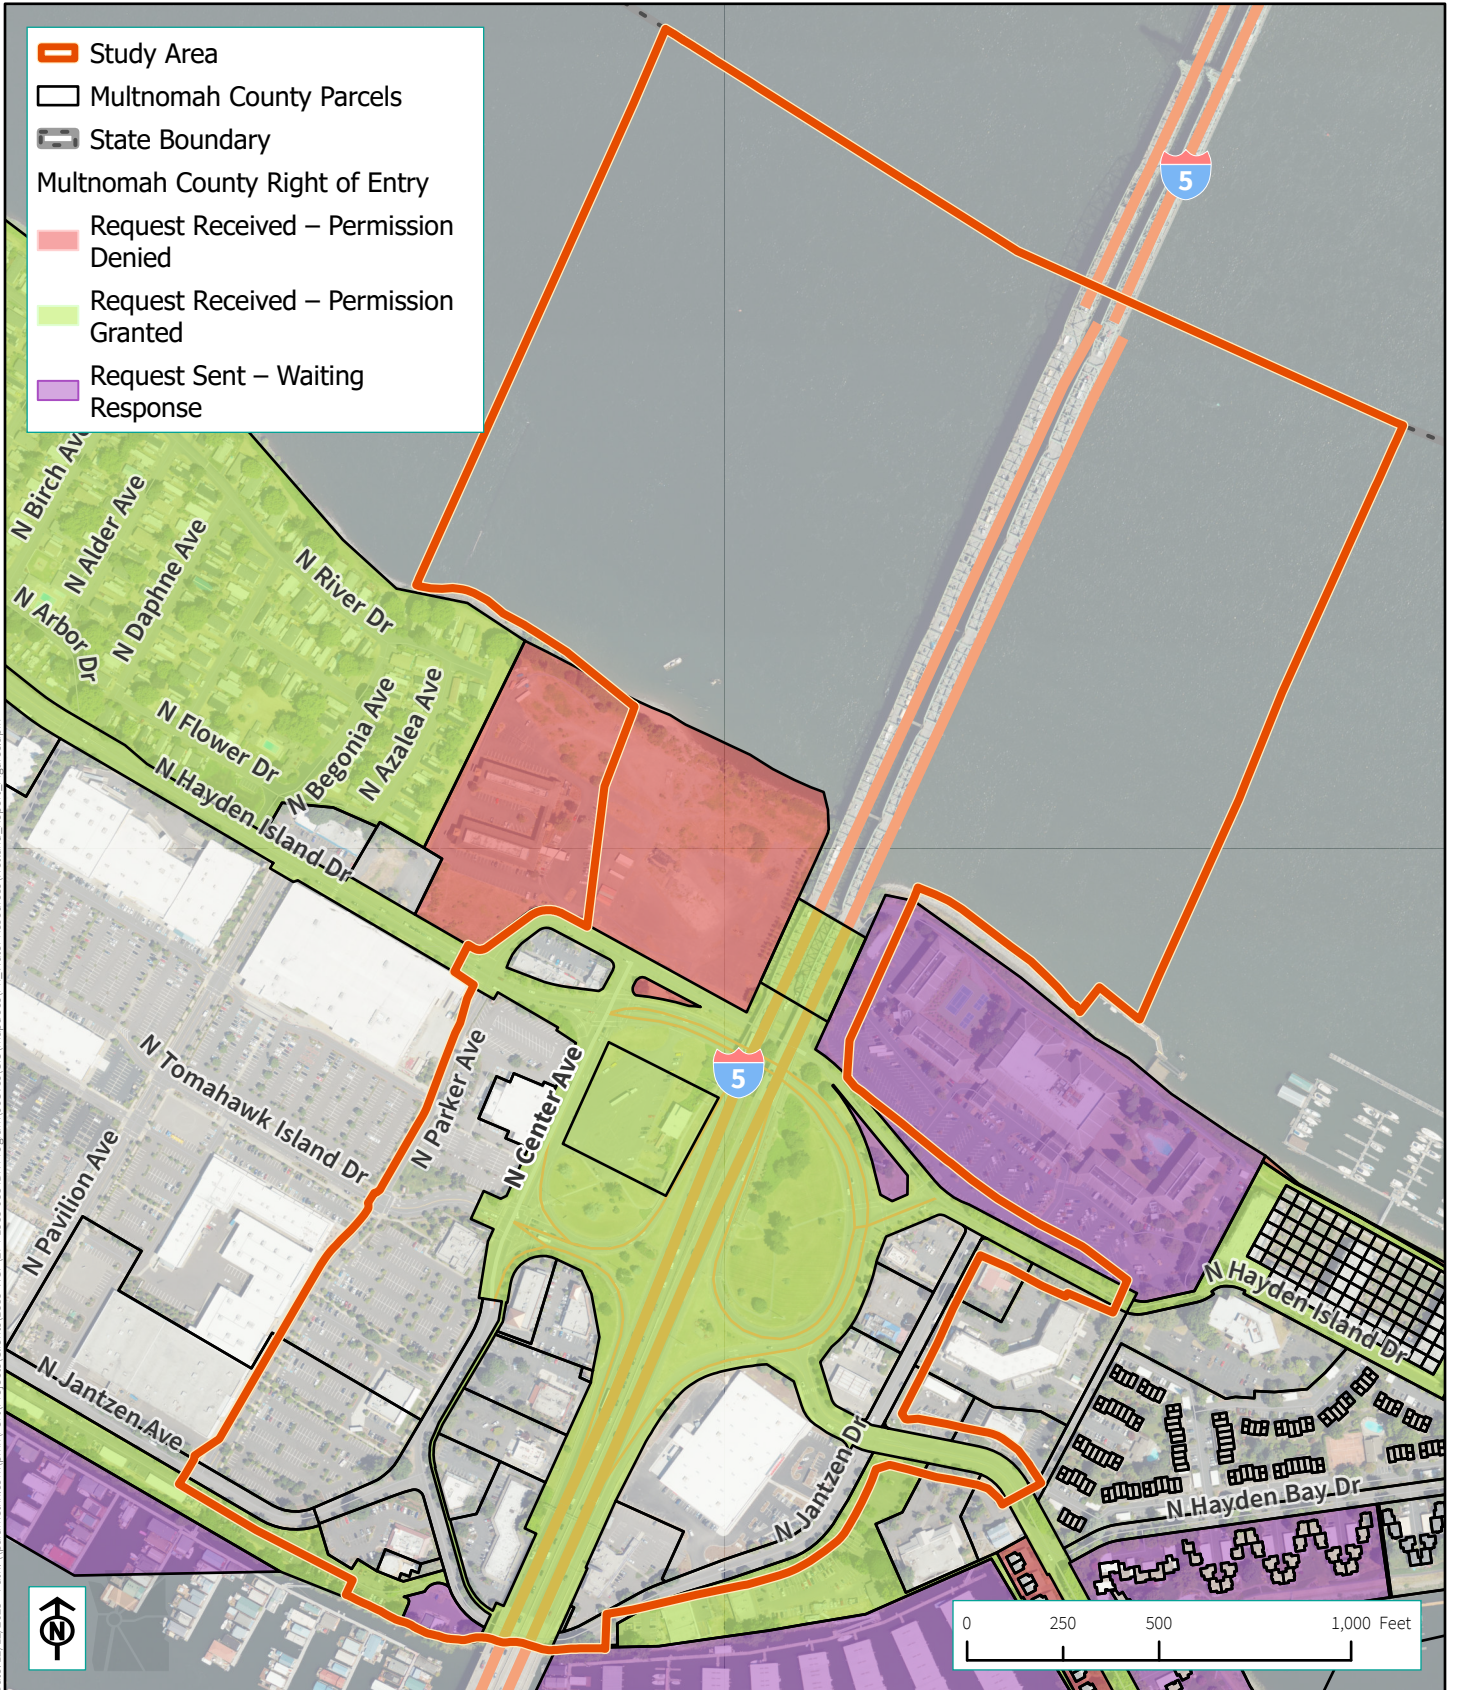 Study Area
Multnomah County Parcels
State Boundary
Multnomah County Right of Entry
Request Received – Permission
Denied
Request Received – Permission
Granted
Request Sent – Waiting
Response
5
N Birch Ave
N Alder Ave
N Daphne Ave
N Arbor Dr
N River Dr
N Flower Dr
N Begonia Ave
N Azalea Ave
N Hayden Island Dr
N Tomahawk Island Dr
N Parker Ave
N Center Ave
5
N Pavilion Ave
N Jantzen Ave
N Hayden Island Dr
N Jantzen Dr
N Hayden Bay Dr
N
0 250 500 1,000 Feet